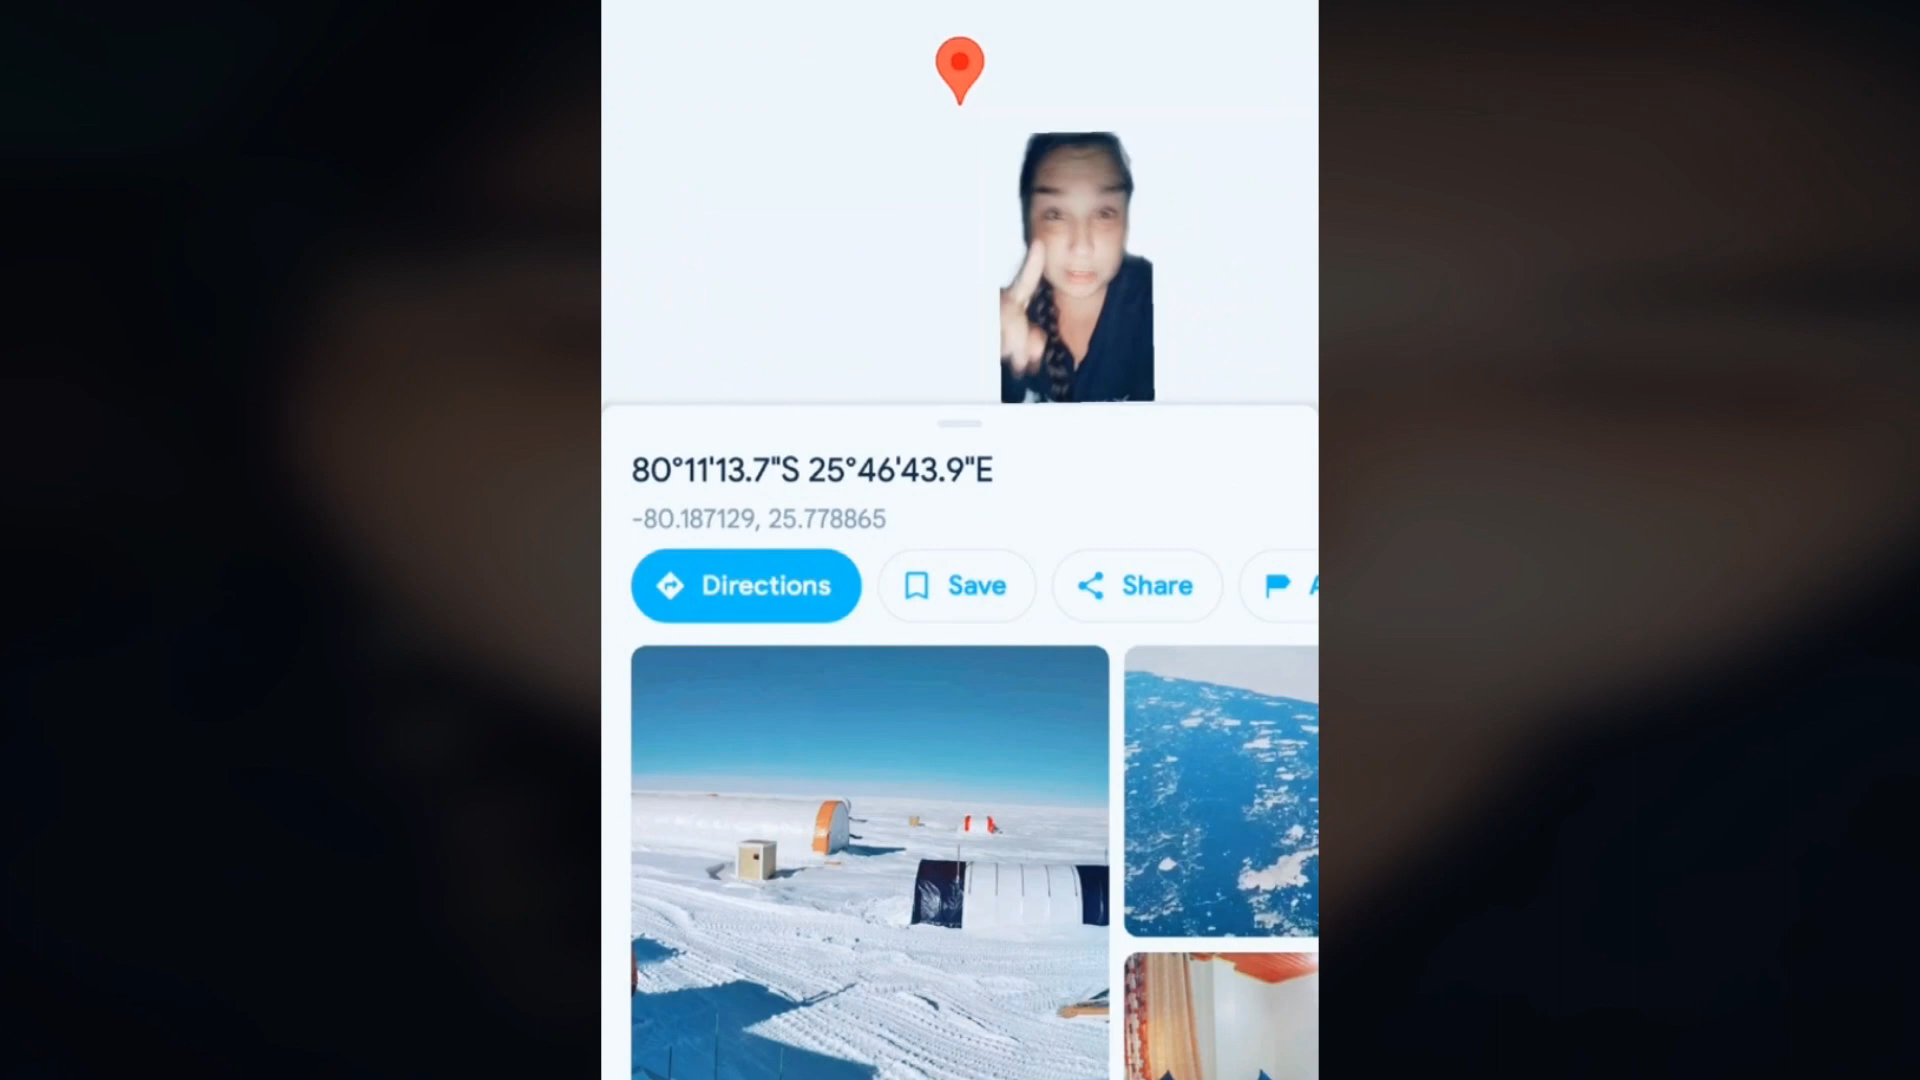 80°11'13.7"S 25°46'43.9"E
-80.187129, 25.778865
Directions
Save
Share